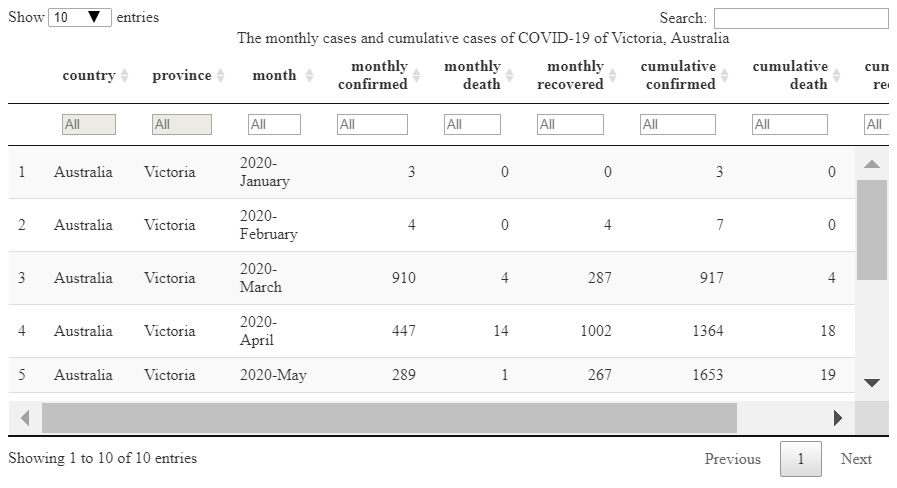 Show 10 entries Search:
The monthly cases and cumulative cases of COVID-19 of Victoria, Australia
country province month monthly confirmed monthly death monthly recovered cumulative confirmed cumulative death cum rec
All All All All All All All All All
1 Australia Victoria 2020-January 3 0 0 3 0
2 Australia Victoria 2020-February 4 0 4 7 0
3 Australia Victoria 2020-March 910 4 287 917 4
4 Australia Victoria 2020-April 447 14 1002 1364 18
5 Australia Victoria 2020-May 289 1 267 1653 19
Showing 1 to 10 of 10 entries Previous 1 Next